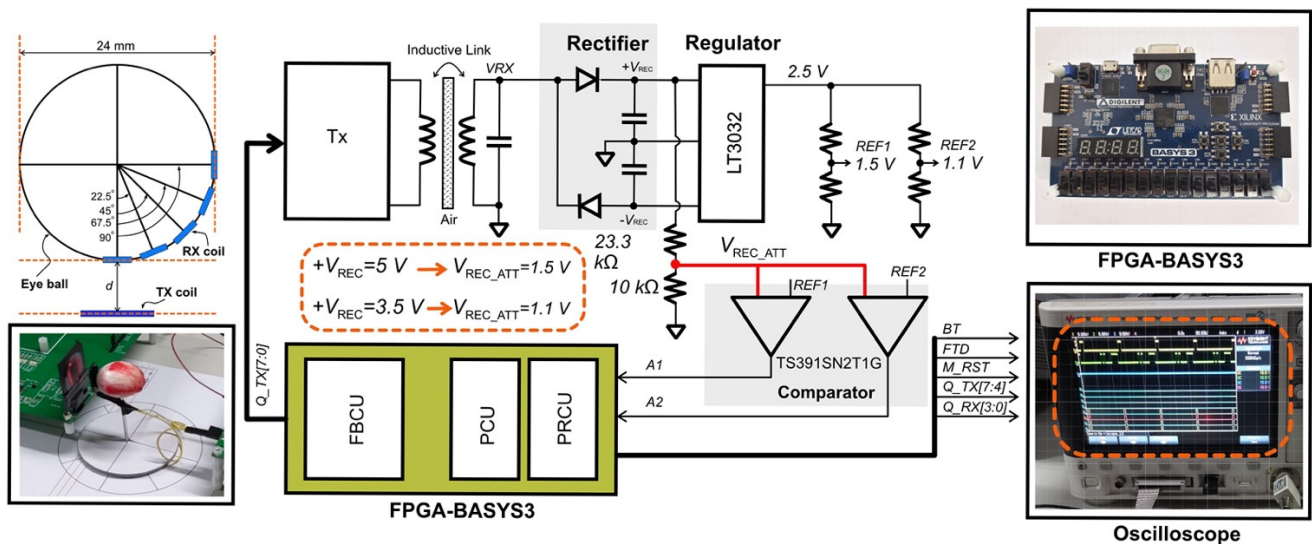 24 mm
22.5°
45°
67.5°
90°
RX coil
Eye ball
d
TX coil
Q_TX[7:0]
Tx
Inductive Link
Air
VRX
Rectifier
+VREC
-VREC
Regulator
LT3032
2.5 V
REF1
1.5 V
REF2
1.1 V
23.3
kΩ
10 kΩ
VREC_ATT
+VREC=5 V
VREC_ATT=1.5 V
+VREC=3.5 V
VREC_ATT=1.1 V
REF1
REF2
TS391SN2T1G
Comparator
A1
A2
FBCU
PCU
PRCU
FPGA-BASYS3
BT
FTD
M_RST
Q_TX[7:4]
Q_RX[3:0]
DIGILENT
XILINX
BASYS 3
FPGA-BASYS3
Oscilloscope